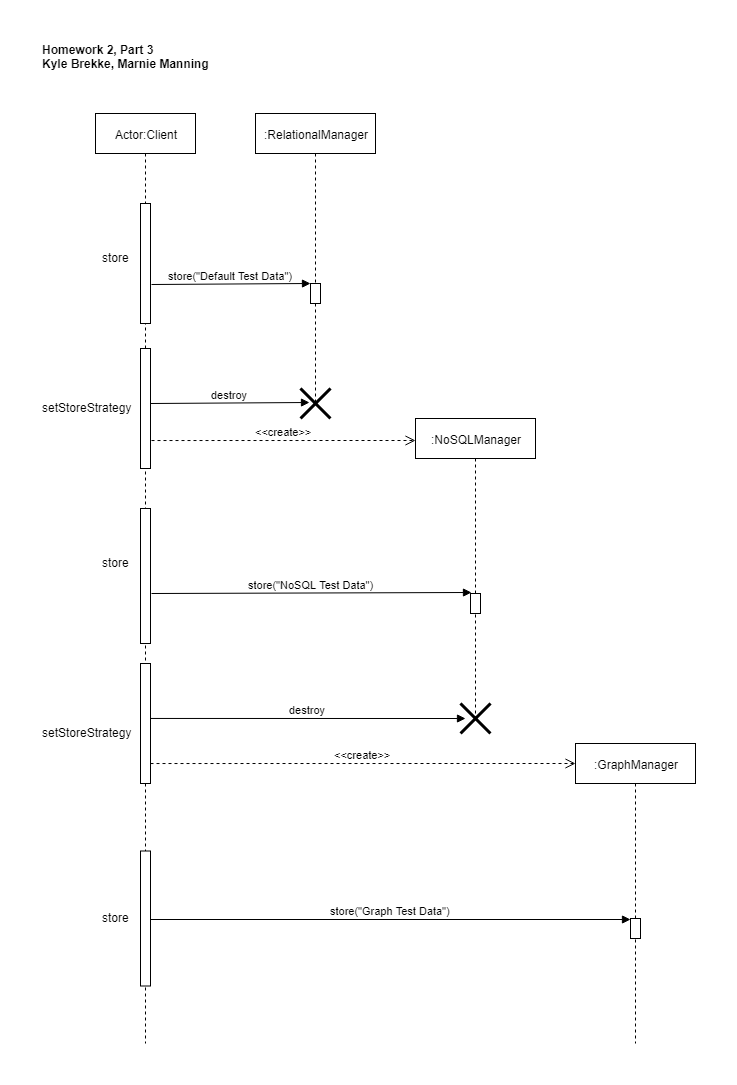 Homework 2, Part 3
Kyle Brekke, Marnie Manning
Actor:Client
:RelationalManager
store
store("Default Test Data")
setStoreStrategy
destroy
<<create>>
:NoSQLManager
store
store("NoSQL Test Data")
setStoreStrategy
destroy
<<create>>
:GraphManager
store
store("Graph Test Data")